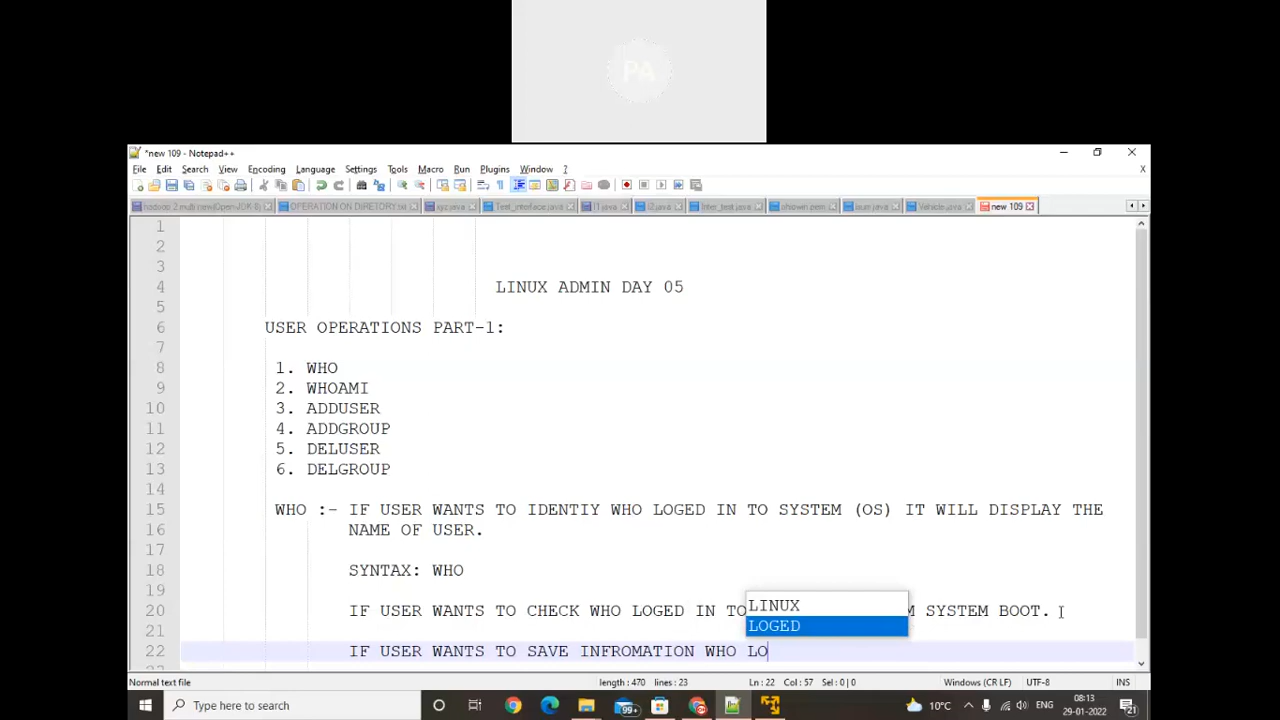 PA
*new 109 - Notepad++
File Edit Search View Encoding Settings Language Tools Macro Run Plugins Window ?
X
new 109
1
2
3
4 LINUX ADMIN DAY 05
5
6 USER OPERATIONS PART-1:
7
8 1. WHO
9 2. WHOAMI
10 3. ADDUSER
11 4. ADDGROUP
12 5. DELUSER
13 6. DELGROUP
14
15 WHO :- IF USER WANTS TO IDENTIY WHO LOGED IN TO SYSTEM (OS) IT WILL DISPLAY THE
16 NAME OF USER.
17
18 SYNTAX: WHO
19
LINUX
20 IF USER WANTS TO CHECK WHO LOGED IN TO SYSTEM BOOT.
LOGED
21
22 IF USER WANTS TO SAVE INFROMATION WHO LO
Normal text file length : 470 lines : 23 Ln : 22 Col : 57 Sel : 0 | 0 Windows (CR LF) UTF-8 INS
Type here to search 99+ 10°C ENG 08:13 21
29-01-2022